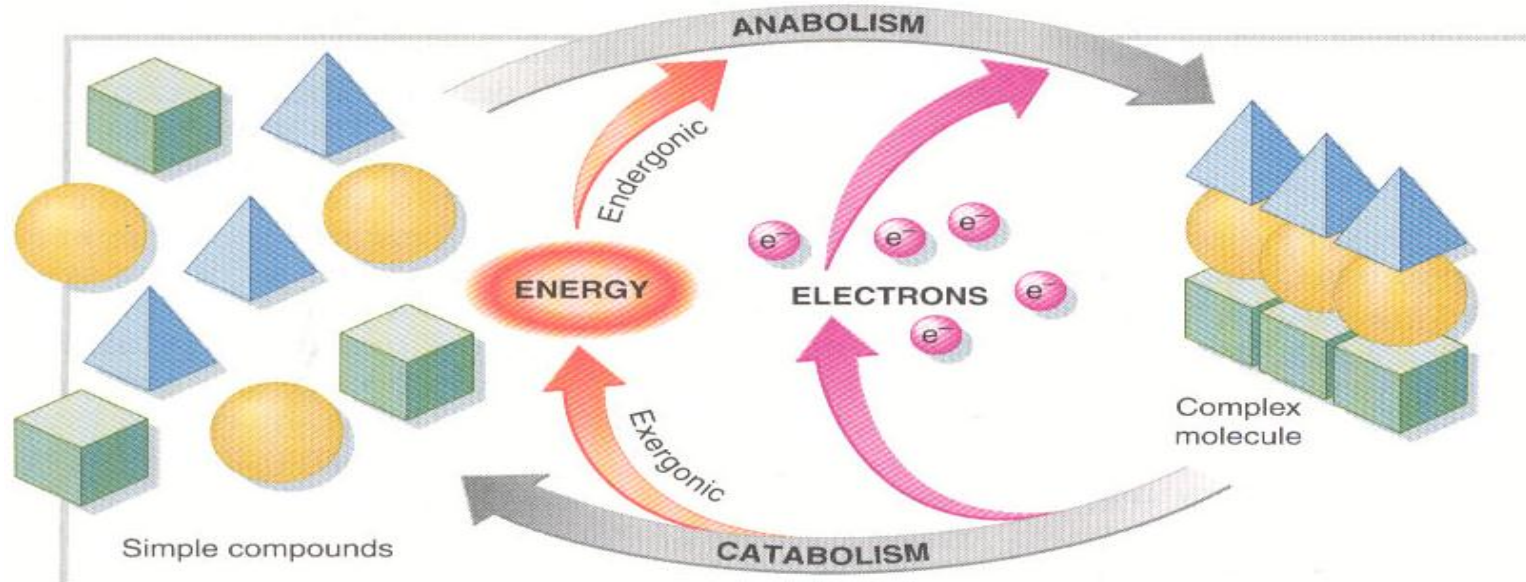 ANABOLISM
Endergonic
e⁻
e⁻
e⁻
ENERGY
ELECTRONS
e⁻
e⁻
Exergonic
Complex
molecule
Simple compounds
CATABOLISM